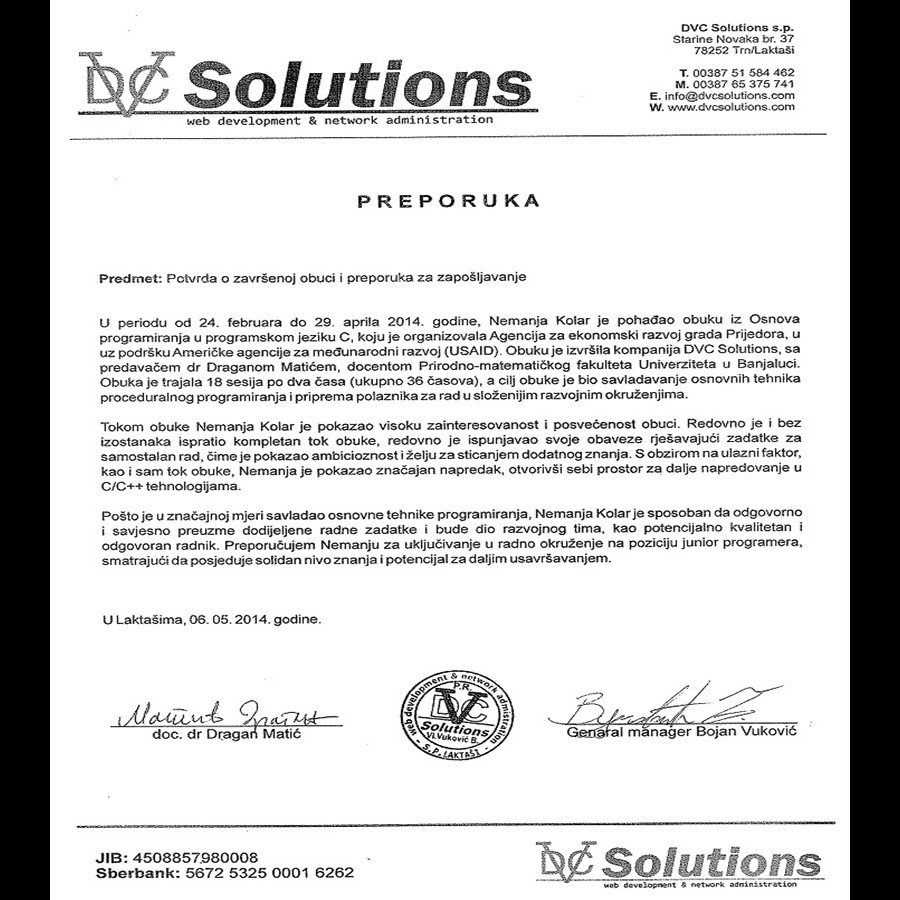 DVC Solutions
web development & network administration
DVC Solutions s.p.
Starine Novaka br. 37
78252 Trn/Laktaši
T. 00387 51 584 462
M. 00387 65 375 741
E. info@dvcsolutions.com
W. www.dvcsolutions.com
PREPORUKA
Predmet: Potvrda o završenoj obuci i preporuka za zapošljavanje
U periodu od 24. februara do 29. aprila 2014. godine, Nemanja Kolar je pohađao obuku iz Osnova
programiranja u programskom jeziku C, koju je organizovala Agencija za ekonomski razvoj grada Prijedora, u
uz podršku Američke agencije za međunarodni razvoj (USAID). Obuku je izvršila kompanija DVC Solutions, sa
predavačem dr Draganom Matićem, docentom Prirodno-matematičkog fakulteta Univerziteta u Banjaluci.
Obuka je trajala 18 sesija po dva časa (ukupno 36 časova), a cilj obuke je bio savladavanje osnovnih tehnika
proceduralnog programiranja i priprema polaznika za rad u složenijim razvojnim okruženjima.
Tokom obuke Nemanja Kolar je pokazao visoku zainteresovanost i posvećenost obuci. Redovno je i bez
izostanaka ispratio kompletan tok obuke, redovno je ispunjavao svoje obaveze rješavajući zadatke za
samostalan rad, čime je pokazao ambicioznost i želju za sticanjem dodatnog znanja. S obzirom na ulazni faktor,
kao i sam tok obuke, Nemanja je pokazao značajan napredak, otvorivši sebi prostor za dalje napredovanje u
C/C++ tehnologijama.
Pošto je u značajnoj mjeri savladao osnovne tehnike programiranja, Nemanja Kolar je sposoban da odgovorno
i savjesno preuzme dodijeljene radne zadatke i bude dio razvojnog tima, kao potencijalno kvalitetan i
odgovoran radnik. Preporučujem Nemanju za uključivanje u radno okruženje na poziciju junior programera,
smatrajući da posjeduje solidan nivo znanja i potencijal za daljim usavršavanjem.
U Laktašima, 06. 05. 2014. godine.
doc. dr Dragan Matić
web development & network admistration
P.R.
DVC
Solutions
Vl. Vuković B.
- S.P. LAKTAŠI -
Genaral manager Bojan Vuković
JIB: 4508857980008
Sberbank: 5672 5325 0001 6262
DVC Solutions
web development & network administration